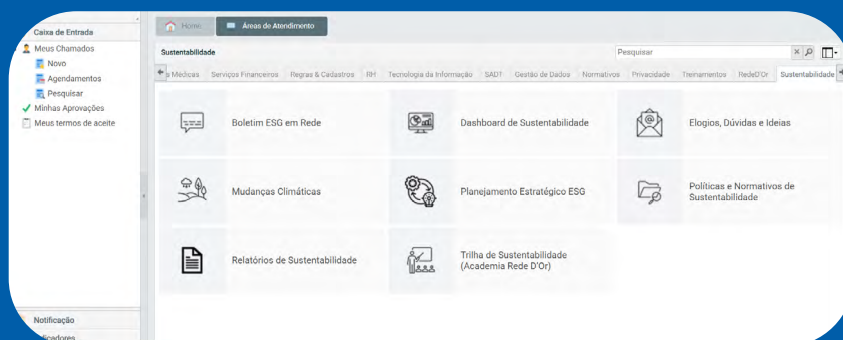 Caixa de Entrada
Meus Chamados
Novo
Agendamentos
Pesquisar
Minhas Aprovações
Meus termos de aceite
Notificação
Home
Áreas de Atendimento
Sustentabilidade
Pesquisar
Médicas Serviços Financeiros Regras & Cadastros RH Tecnologia da Informação SADT Gestão de Dados Normativos Privacidade Treinamentos RedeD'Or Sustentabilidade
Boletim ESG em Rede
Dashboard de Sustentabilidade
Elogios, Dúvidas e Ideias
Mudanças Climáticas
Planejamento Estratégico ESG
Políticas e Normativos de
Sustentabilidade
Relatórios de Sustentabilidade
Trilha de Sustentabilidade
(Academia Rede D'Or)